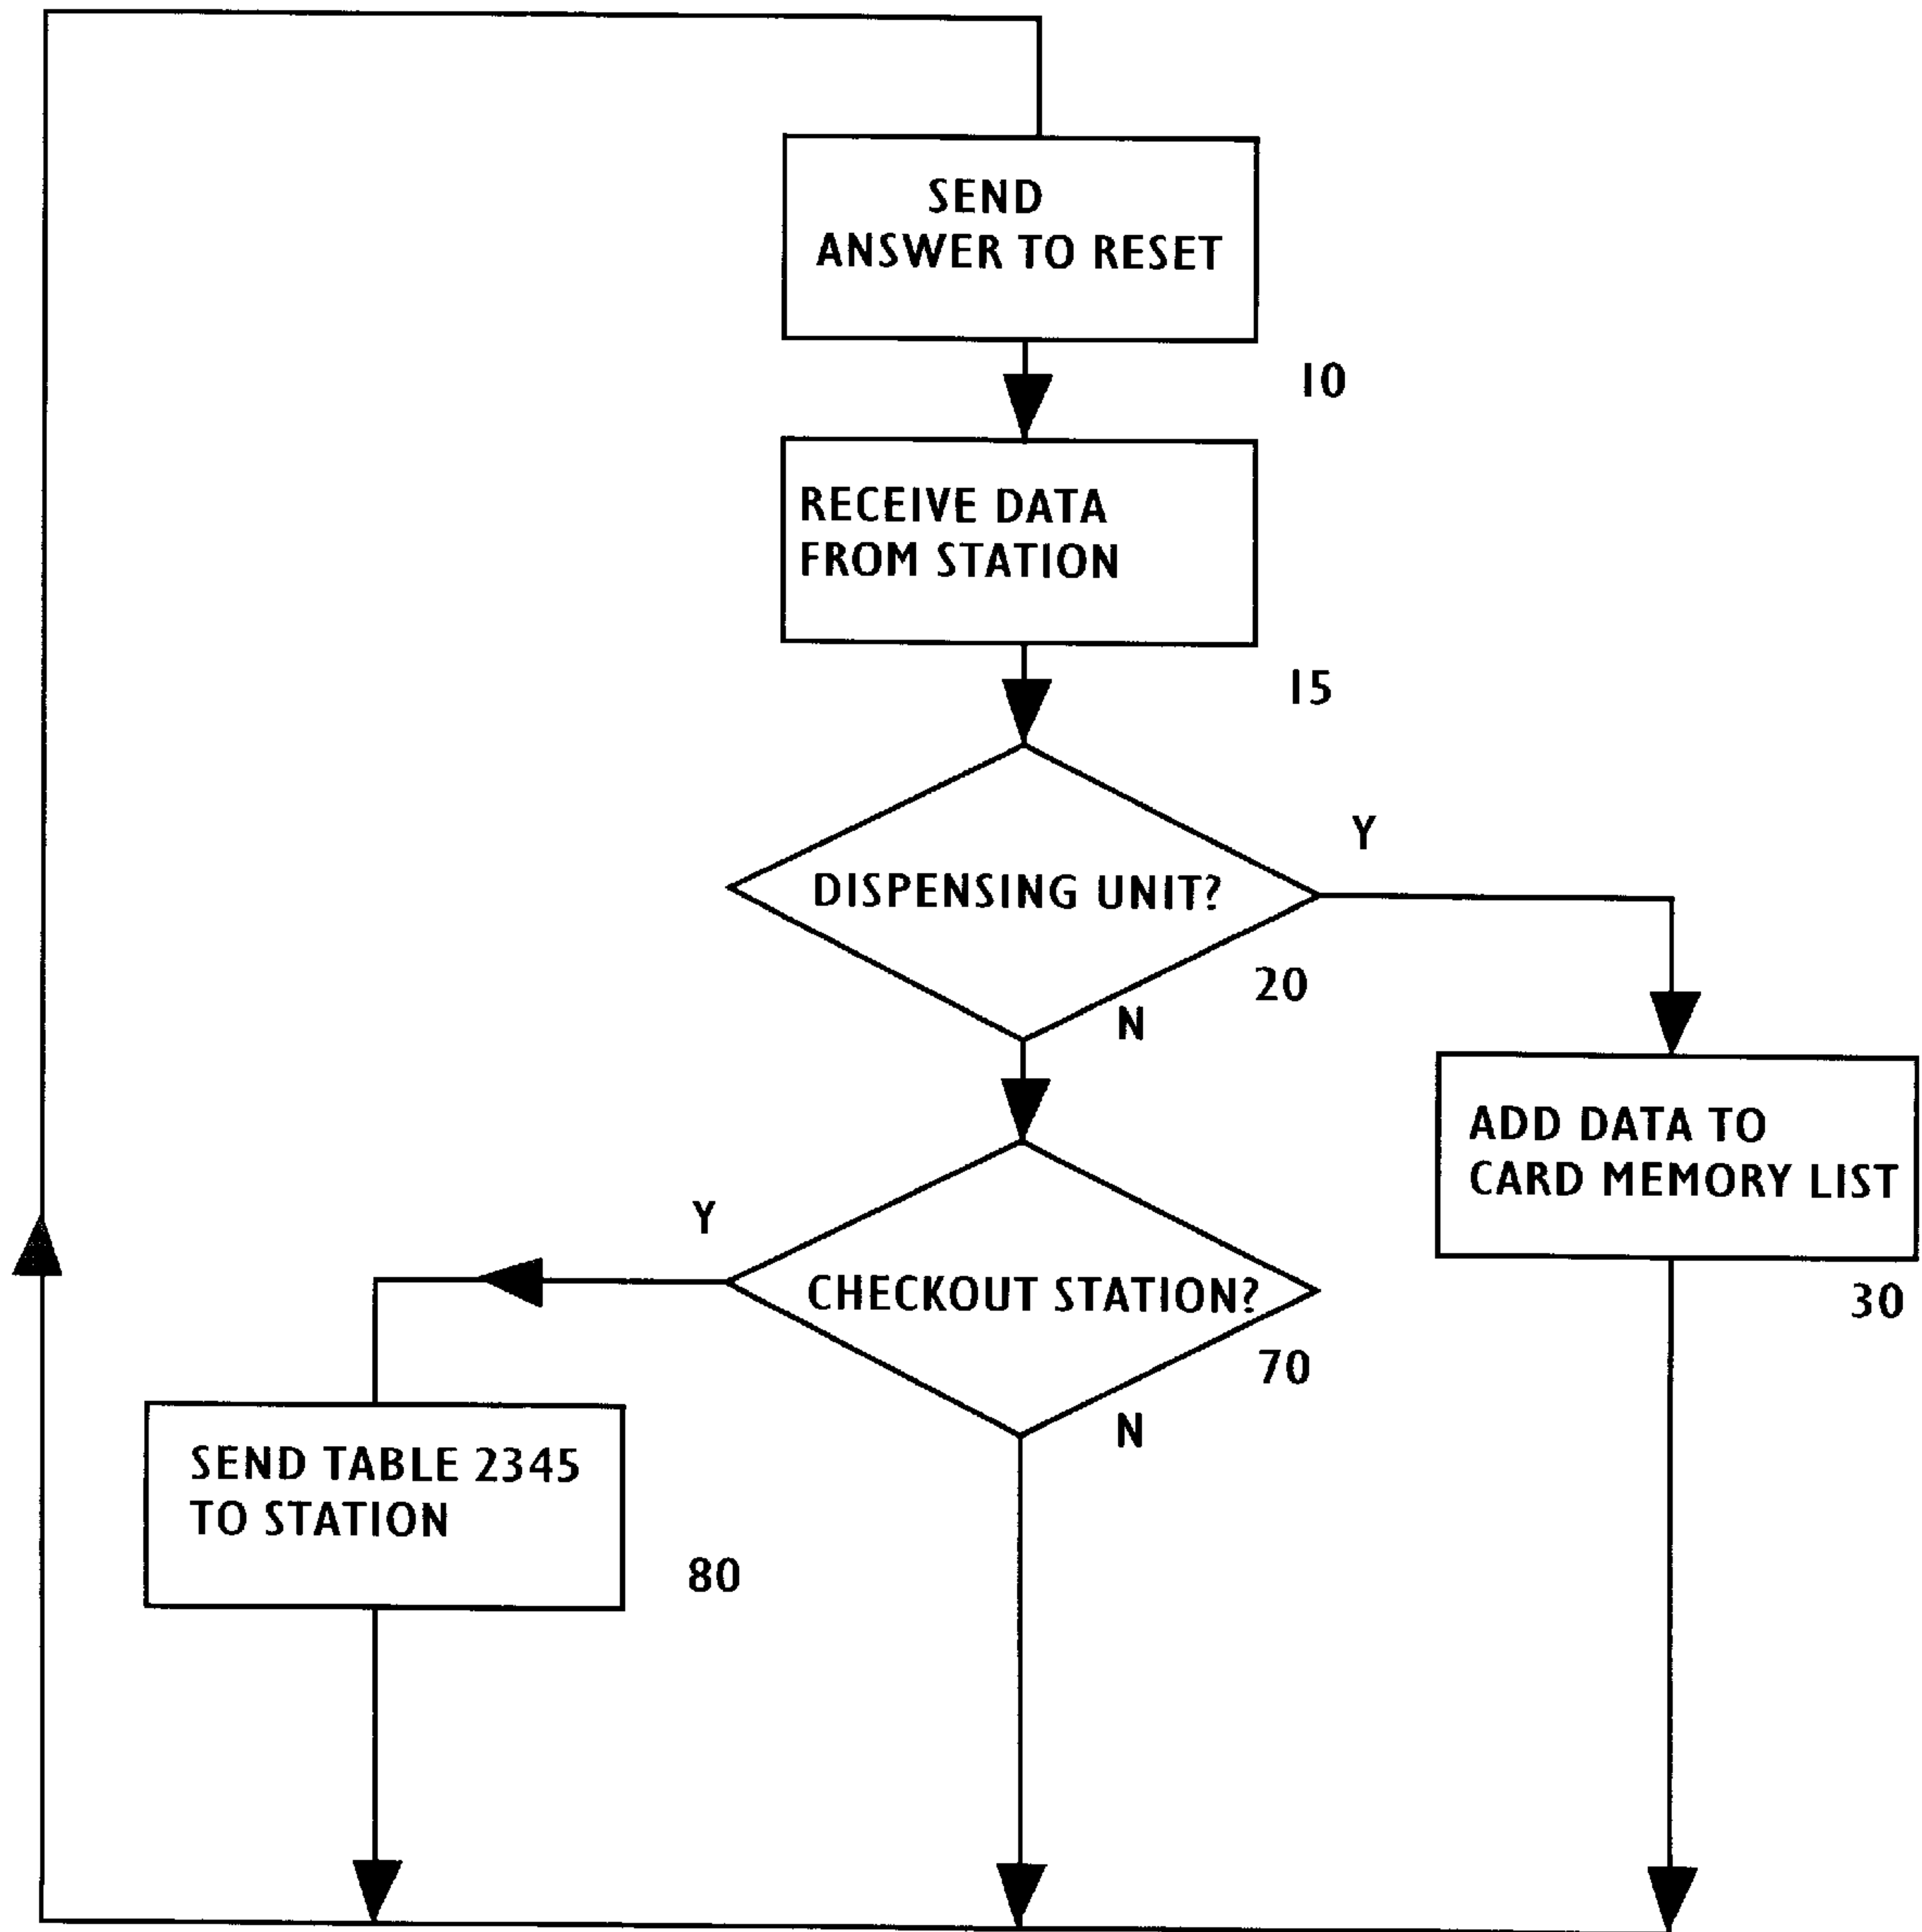 SEND
ANSWER TO RESET
10
RECEIVE DATA
FROM STATION
15
Y
DISPENSING UNIT?
20
N
ADD DATA TO
CARD MEMORY LIST
30
Y
CHECKOUT STATION?
70
N
SEND TABLE 2345
TO STATION
80